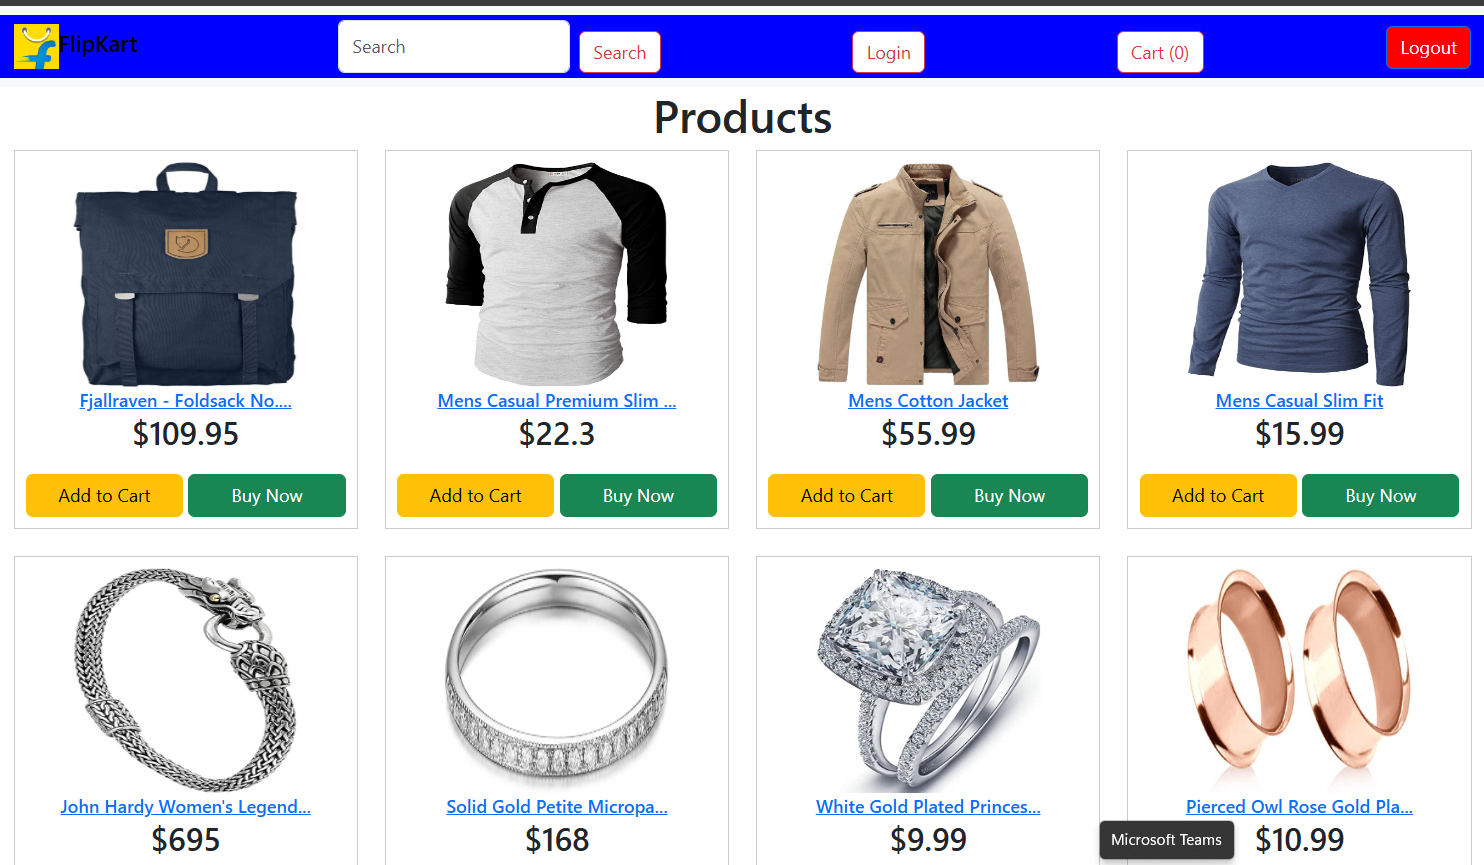 FlipKart
Search
Search
Login
Cart (0)
Logout
Products
Fjallraven - Foldsack No....
$109.95
Add to Cart
Buy Now
Mens Casual Premium Slim ...
$22.3
Add to Cart
Buy Now
Mens Cotton Jacket
$55.99
Add to Cart
Buy Now
Mens Casual Slim Fit
$15.99
Add to Cart
Buy Now
John Hardy Women's Legend...
$695
Solid Gold Petite Micropa...
$168
White Gold Plated Princes...
$9.99
Pierced Owl Rose Gold Pla...
$10.99
Microsoft Teams